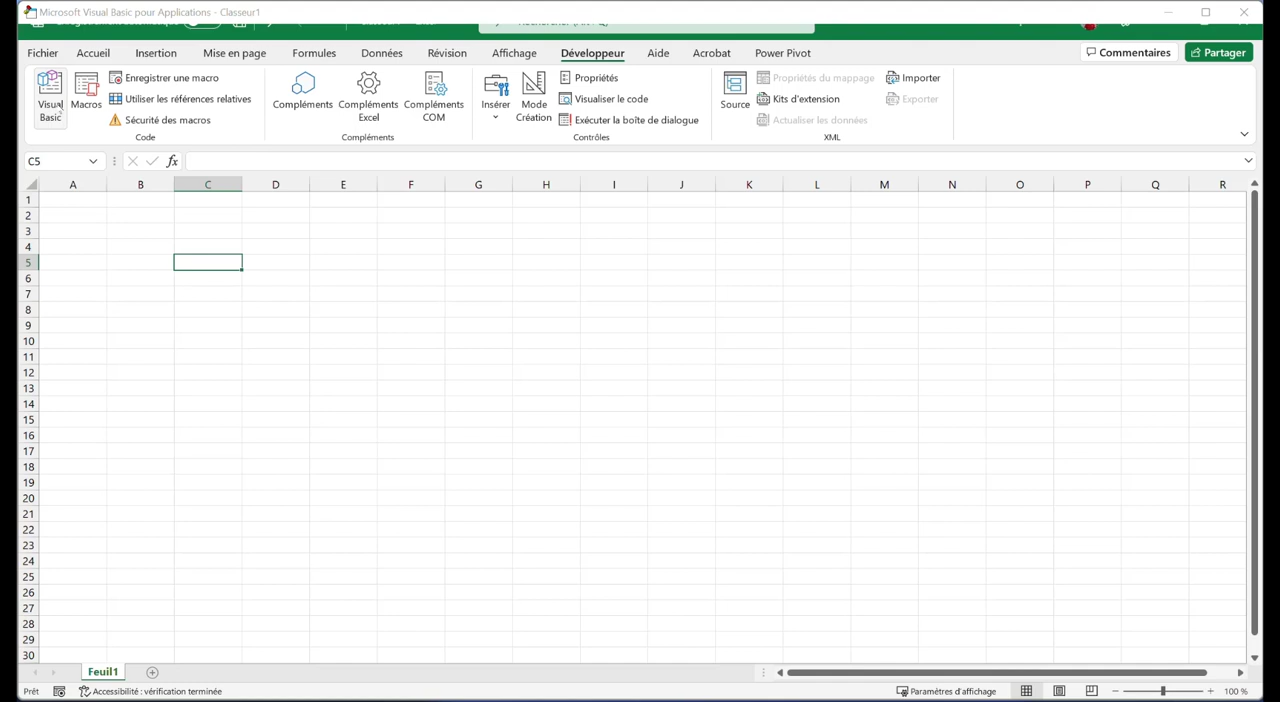 Microsoft Visual Basic pour Applications - Classeur1
Fichier Accueil Insertion Mise en page Formules Données Révision Affichage Développeur Aide Acrobat Power Pivot Commentaires Partager
Visual Basic
Macros
Enregistrer une macro
Utiliser les références relatives
Sécurité des macros
Code
Compléments
Compléments Excel
Compléments COM
Compléments
Insérer
Mode Création
Propriétés
Visualiser le code
Exécuter la boîte de dialogue
Contrôles
Source
Propriétés du mappage
Kits d'extension
Actualiser les données
Importer
Exporter
XML
C5 fx
A B C D E F G H I J K L M N O P Q R
1
2
3
4
5
6
7
8
9
10
11
12
13
14
15
16
17
18
19
20
21
22
23
24
25
26
27
28
29
30
Feuil1
Prêt Accessibilité : vérification terminée Paramètres d'affichage 100 %